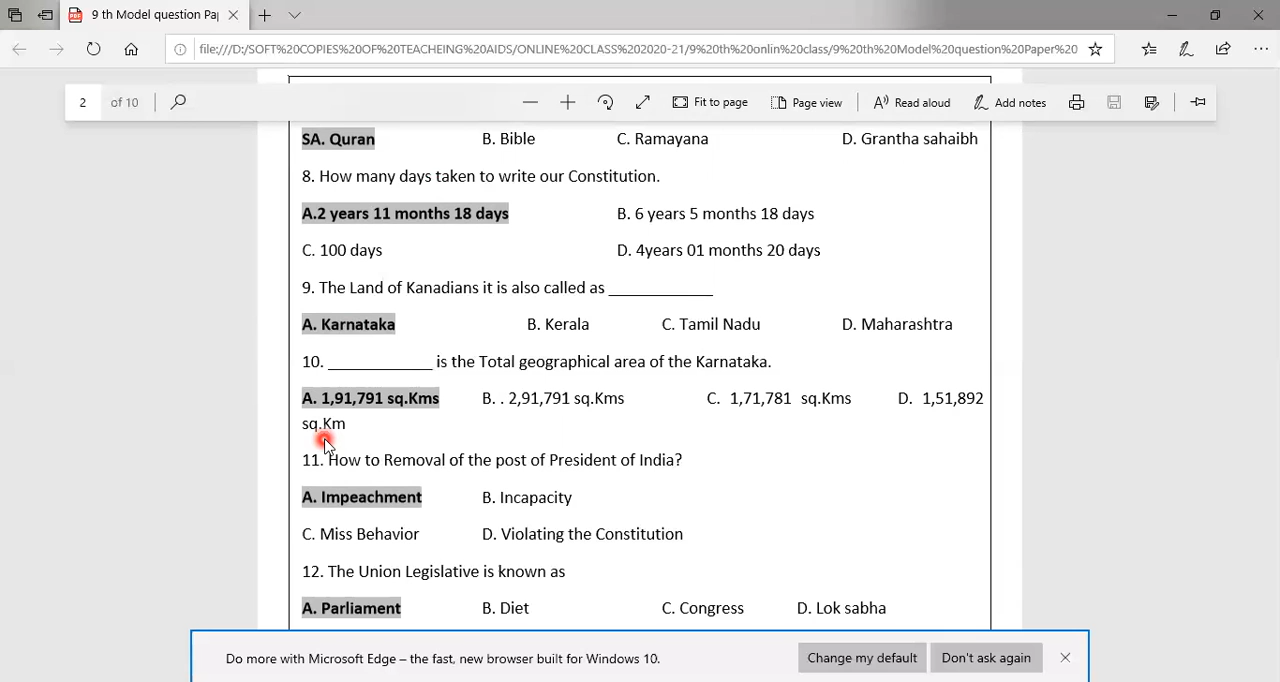 9 th Model question Pa
file:///D:/SOFT%20COPIES%20OF%20TEACHEING%20AIDS/ONLINE%20CLASS%202020-21/9%20th%20onlin%20class/9%20th%20Model%20question%20Paper%20
2 of 10 Fit to page Page view Read aloud Add notes
SA. Quran B. Bible C. Ramayana D. Grantha sahaibh
8. How many days taken to write our Constitution.
A.2 years 11 months 18 days B. 6 years 5 months 18 days
C. 100 days D. 4years 01 months 20 days
9. The Land of Kanadians it is also called as ____________
A. Karnataka B. Kerala C. Tamil Nadu D. Maharashtra
10. ____________ is the Total geographical area of the Karnataka.
A. 1,91,791 sq.Kms B. . 2,91,791 sq.Kms C. 1,71,781 sq.Kms D. 1,51,892
sq.Km
11. How to Removal of the post of President of India?
A. Impeachment B. Incapacity
C. Miss Behavior D. Violating the Constitution
12. The Union Legislative is known as
A. Parliament B. Diet C. Congress D. Lok sabha
Do more with Microsoft Edge – the fast, new browser built for Windows 10. Change my default Don't ask again